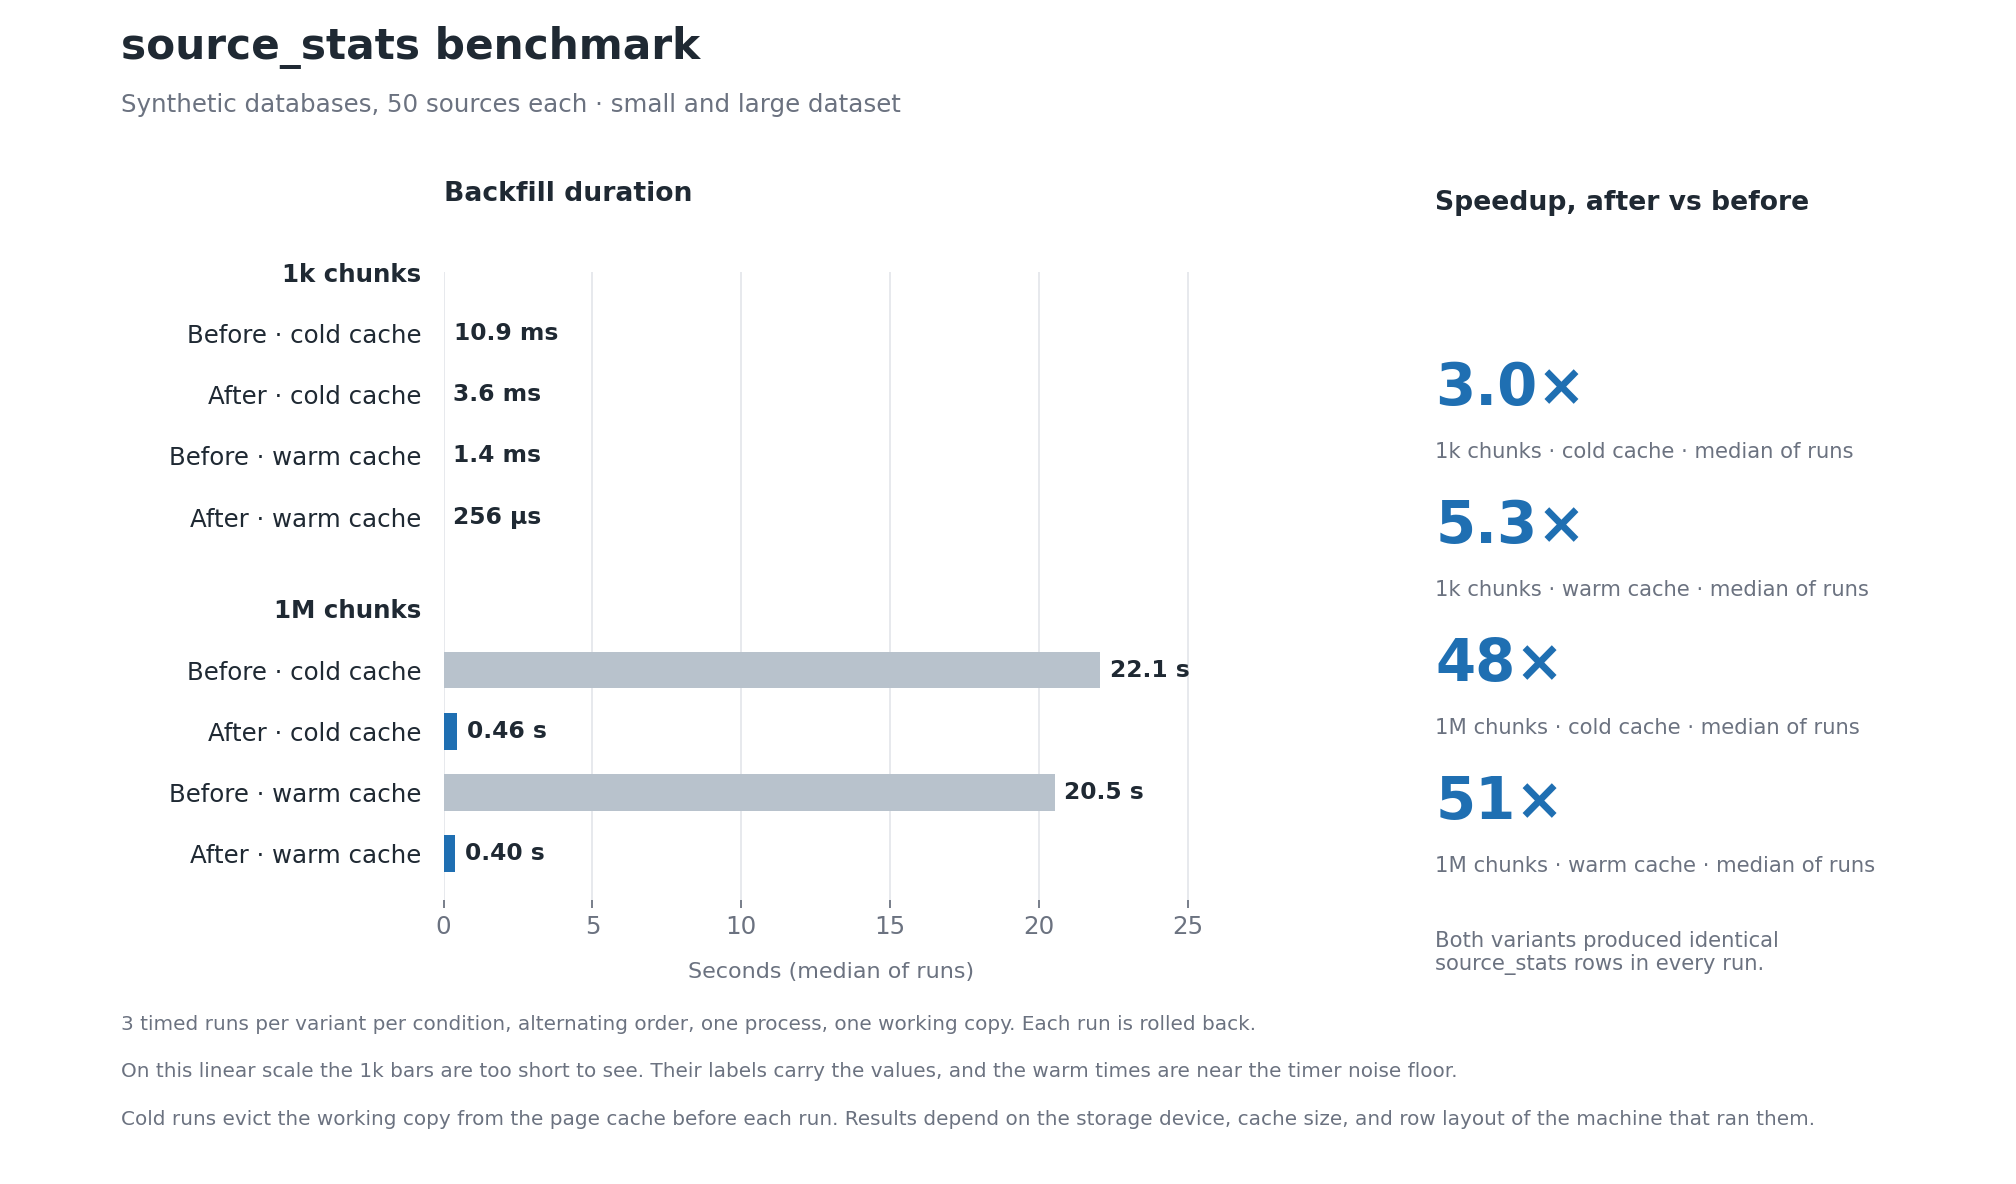 source_stats benchmark
Synthetic databases, 50 sources each · small and large dataset
Backfill duration
1k chunks
Before · cold cache 10.9 ms
After · cold cache 3.6 ms
Before · warm cache 1.4 ms
After · warm cache 256 µs
1M chunks
Before · cold cache 22.1 s
After · cold cache 0.46 s
Before · warm cache 20.5 s
After · warm cache 0.40 s
0 5 10 15 20 25
Seconds (median of runs)
Speedup, after vs before
3.0×
1k chunks · cold cache · median of runs
5.3×
1k chunks · warm cache · median of runs
48×
1M chunks · cold cache · median of runs
51×
1M chunks · warm cache · median of runs
Both variants produced identical
source_stats rows in every run.
3 timed runs per variant per condition, alternating order, one process, one working copy. Each run is rolled back.
On this linear scale the 1k bars are too short to see. Their labels carry the values, and the warm times are near the timer noise floor.
Cold runs evict the working copy from the page cache before each run. Results depend on the storage device, cache size, and row layout of the machine that ran them.